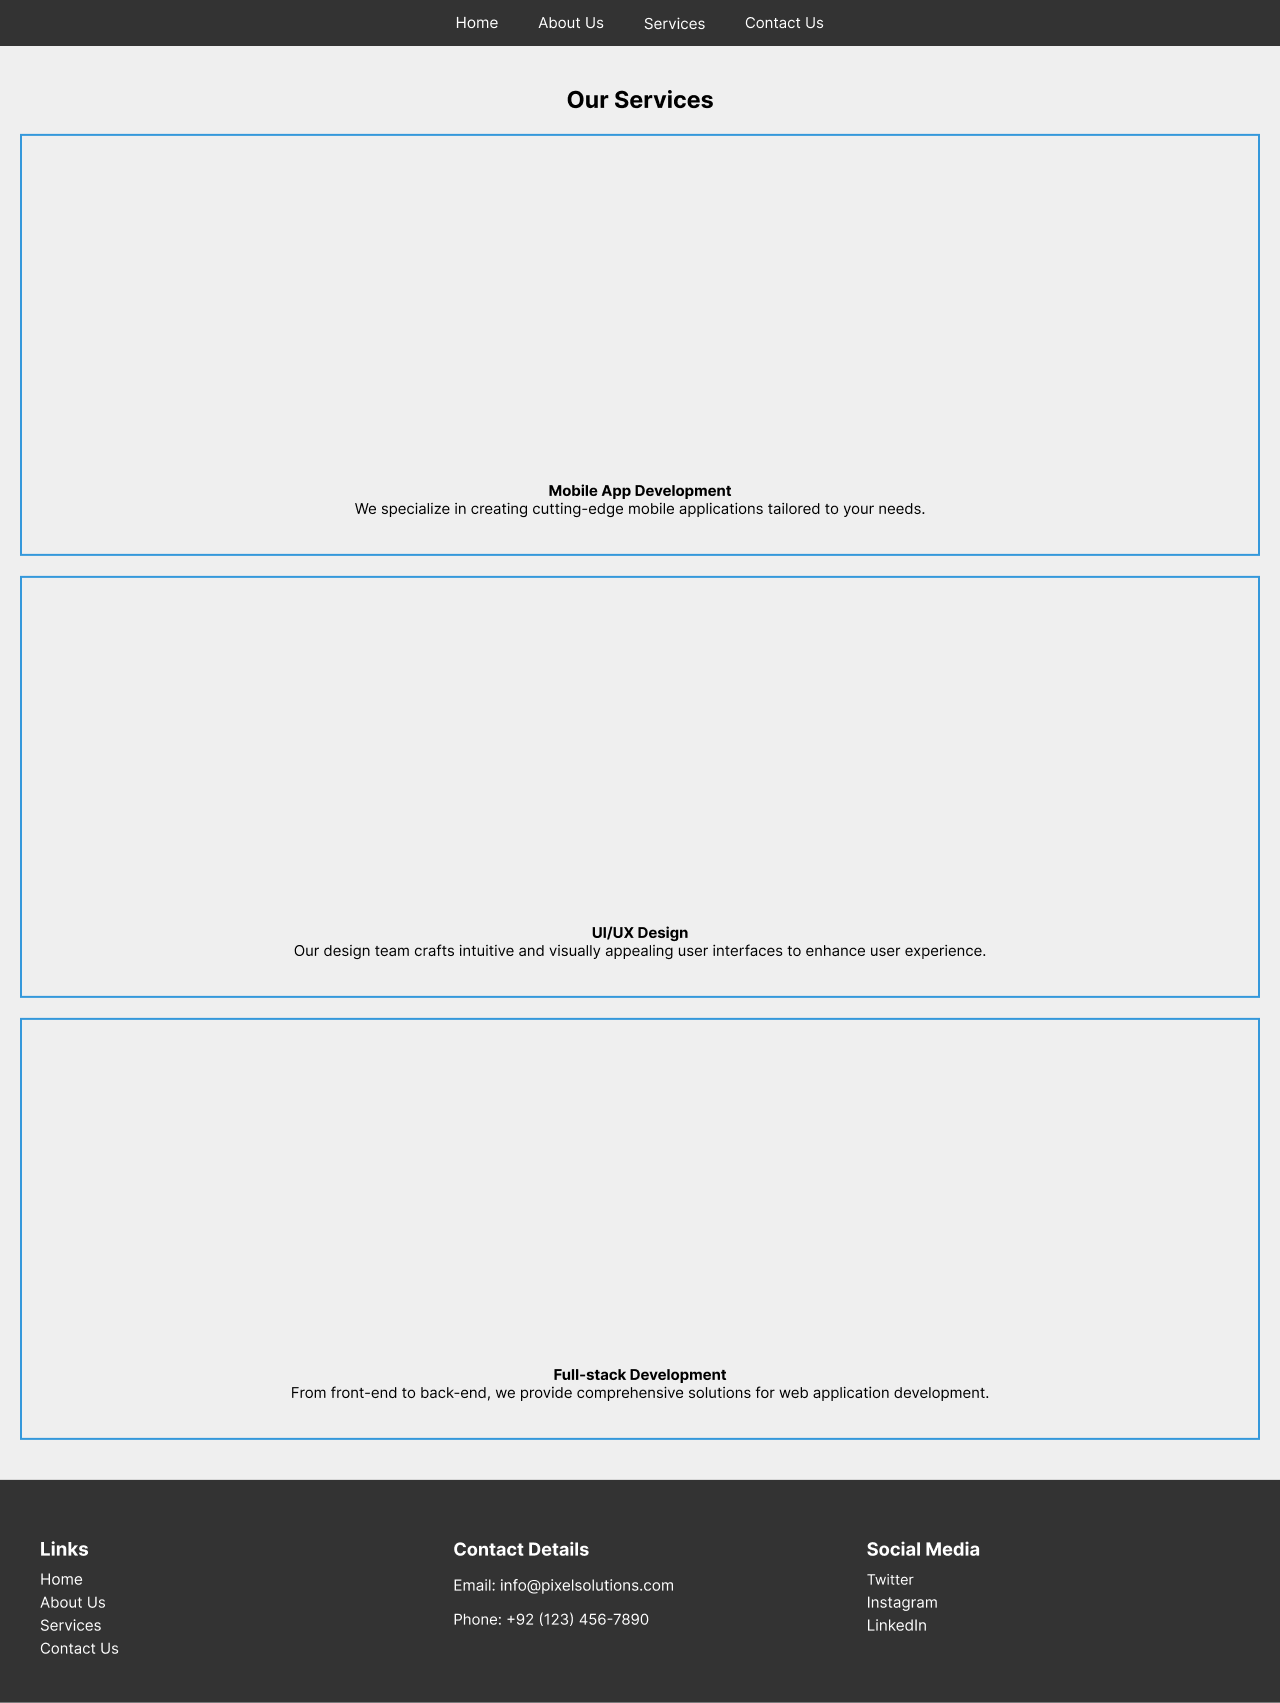 Home About Us Services Contact Us
Our Services
Mobile App Development
We specialize in creating cutting-edge mobile applications tailored to your needs.
UI/UX Design
Our design team crafts intuitive and visually appealing user interfaces to enhance user experience.
Full-stack Development
From front-end to back-end, we provide comprehensive solutions for web application development.
Links
Home
About Us
Services
Contact Us
Contact Details
Email: info@pixelsolutions.com
Phone: +92 (123) 456-7890
Social Media
Twitter
Instagram
LinkedIn